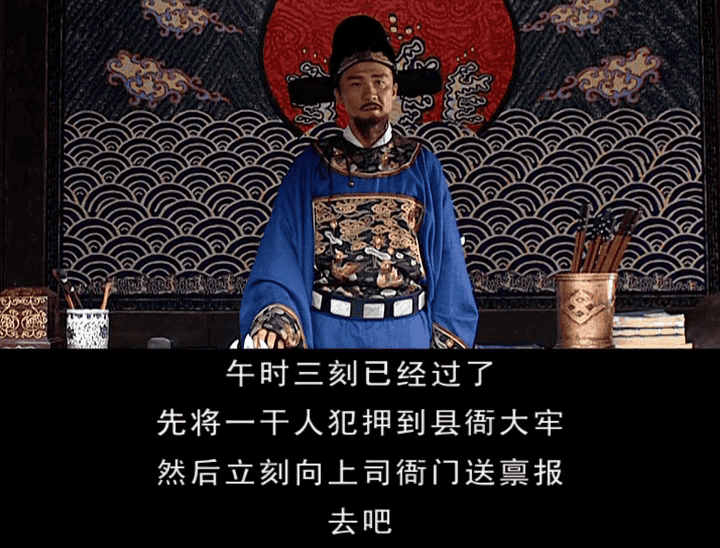 午时三刻已经过了
先将一干人犯押到县衙大牢
然后立刻向上司衙门送禀报
去吧